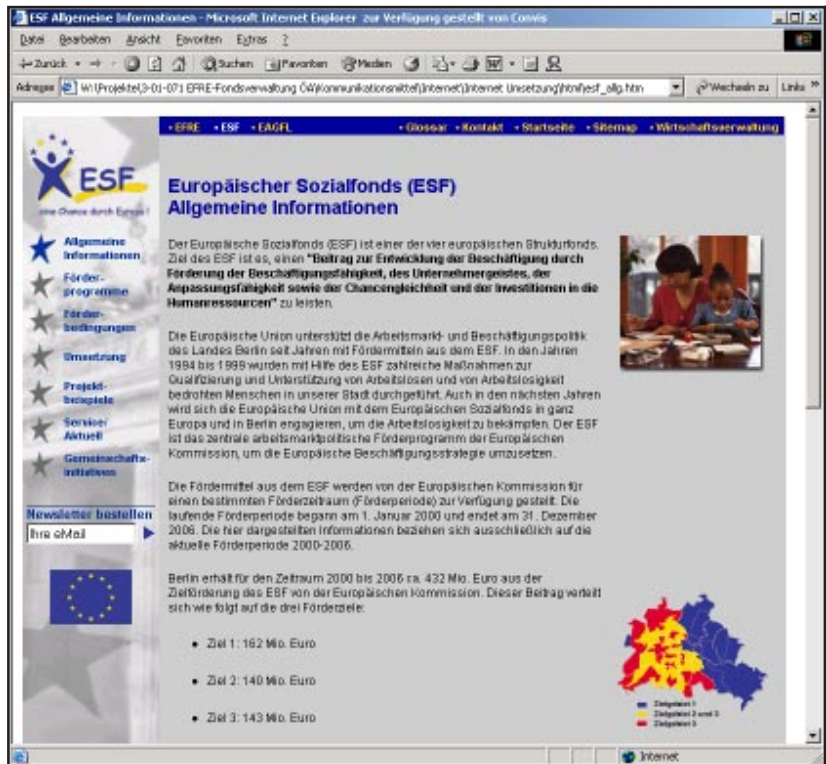 ESF Allgemeine Informationen - Microsoft Internet Explorer zur Verfügung gestellt von Convis
Datei Bearbeiten Ansicht Favoriten Extras ?
Zurück Suchen Favoriten Medien
Adresse W:\Projekte\3-01-071 EFRE-Fondsverwaltung ÖA\Kommunikationsmittel\Internet\Internet Umsetzung\html\esf_allg.htm Wechseln zu Links »
• EFRE • ESF • EAGFL • Glossar • Kontakt • Startseite • Sitemap • Wirtschaftsverwaltung
ESF
eine Chance durch Europa!
Allgemeine
Informationen
Förder-
programme
Förder-
bedingungen
Umsetzung
Projekt-
beispiele
Service/
Aktuell
Gemeinschafts-
initiativen
Newsletter bestellen
Ihre eMail
Europäischer Sozialfonds (ESF)
Allgemeine Informationen
Der Europäische Sozialfonds (ESF) ist einer der vier europäischen Strukturfonds.
Ziel des ESF ist es, einen "Beitrag zur Entwicklung der Beschäftigung durch
Förderung der Beschäftigungsfähigkeit, des Unternehmergeistes, der
Anpassungsfähigkeit sowie der Chancengleichheit und der Investitionen in die
Humanressourcen" zu leisten.
Die Europäische Union unterstützt die Arbeitsmarkt- und Beschäftigungspolitik
des Landes Berlin seit Jahren mit Fördermitteln aus dem ESF. In den Jahren
1994 bis 1999 wurden mit Hilfe des ESF zahlreiche Maßnahmen zur
Qualifizierung und Unterstützung von Arbeitslosen und von Arbeitslosigkeit
bedrohten Menschen in unserer Stadt durchgeführt. Auch in den nächsten Jahren
wird sich die Europäische Union mit dem Europäischen Sozialfonds in ganz
Europa und in Berlin engagieren, um die Arbeitslosigkeit zu bekämpfen. Der ESF
ist das zentrale arbeitsmarktpolitische Förderprogramm der Europäischen
Kommission, um die Europäische Beschäftigungsstrategie umzusetzen.
Die Fördermittel aus dem ESF werden von der Europäischen Kommission für
einen bestimmten Förderzeitraum (Förderperiode) zur Verfügung gestellt. Die
laufende Förderperiode begann am 1. Januar 2000 und endet am 31. Dezember
2006. Die hier dargestellten Informationen beziehen sich ausschließlich auf die
aktuelle Förderperiode 2000-2006.
Berlin erhält für den Zeitraum 2000 bis 2006 ca. 432 Mio. Euro aus der
Zielförderung des ESF von der Europäischen Kommission. Dieser Beitrag verteilt
sich wie folgt auf die drei Förderziele:
• Ziel 1: 162 Mio. Euro
• Ziel 2: 140 Mio. Euro
• Ziel 3: 143 Mio. Euro
Zielgebiet 1
Zielgebiet 2 und 3
Zielgebiet 3
Internet